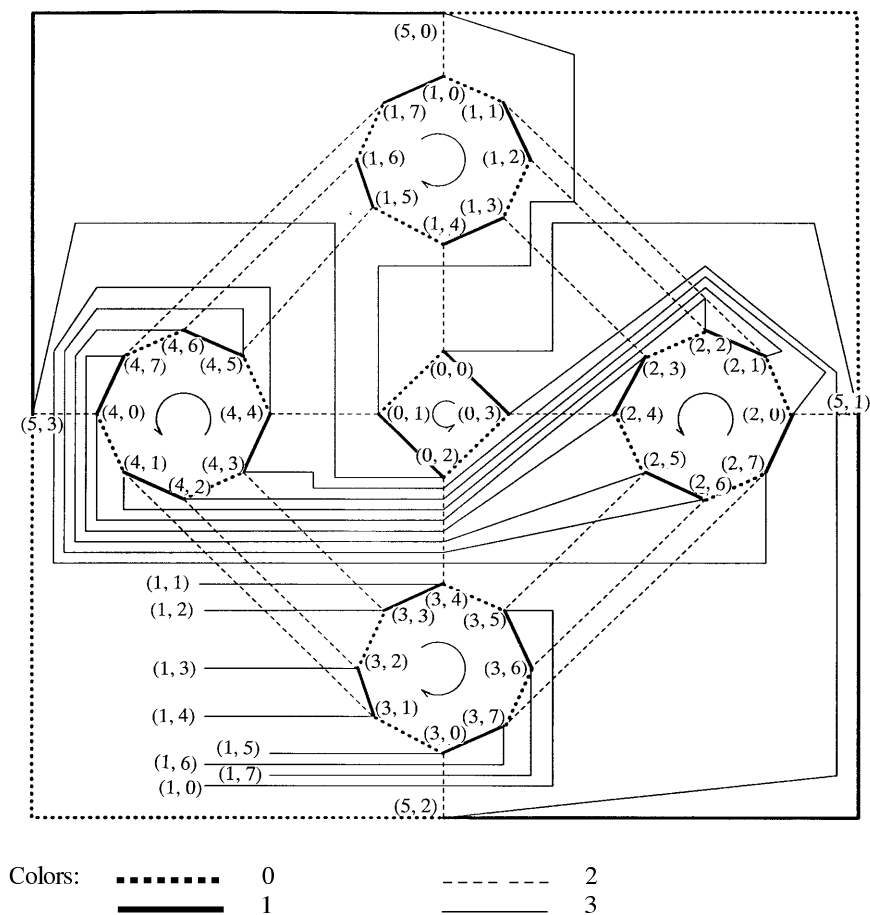 (5, 0)
(1, 0)
(1, 7) (1, 1)
(1, 6) (1, 2)
(1, 5) (1, 3)
(1, 4)
(4, 6) (2, 2)
(4, 7) (4, 5) (0, 0) (2, 3) (2, 1)
(5, 3) (4, 0) (4, 4) (0, 1) (0, 3) (2, 4) (2, 0) (5, 1)
(4, 1) (4, 3) (0, 2) (2, 5) (2, 7)
(4, 2) (2, 6)
(1, 1) (3, 4)
(1, 2) (3, 3) (3, 5)
(1, 3) (3, 2) (3, 6)
(1, 4) (3, 1) (3, 7)
(1, 5) (3, 0)
(1, 6) (1, 7)
(1, 0)
(5, 2)
Colors: 0 2
1 3